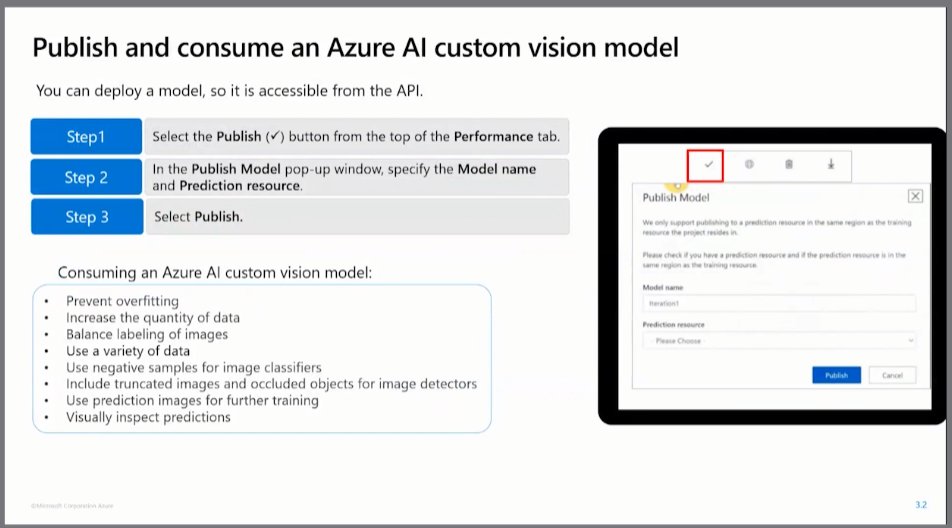 Publish and consume an Azure AI custom vision model
You can deploy a model, so it is accessible from the API.
Step1
Select the Publish (✓) button from the top of the Performance tab.
Step 2
In the Publish Model pop-up window, specify the Model name
and Prediction resource.
Step 3
Select Publish.
Consuming an Azure AI custom vision model:
• Prevent overfitting
• Increase the quantity of data
• Balance labeling of images
• Use a variety of data
• Use negative samples for image classifiers
• Include truncated images and occluded objects for image detectors
• Use prediction images for further training
• Visually inspect predictions
Publish Model
We only support publishing to a prediction resource in the same region as the training
resource the project resides in.
Please check if you have a prediction resource and if the prediction resource is in the
same region as the training resource.
Model name
Iteration1
Prediction resource
- Please Choose -
Publish
Cancel
©Microsoft Corporation Azure
3.2